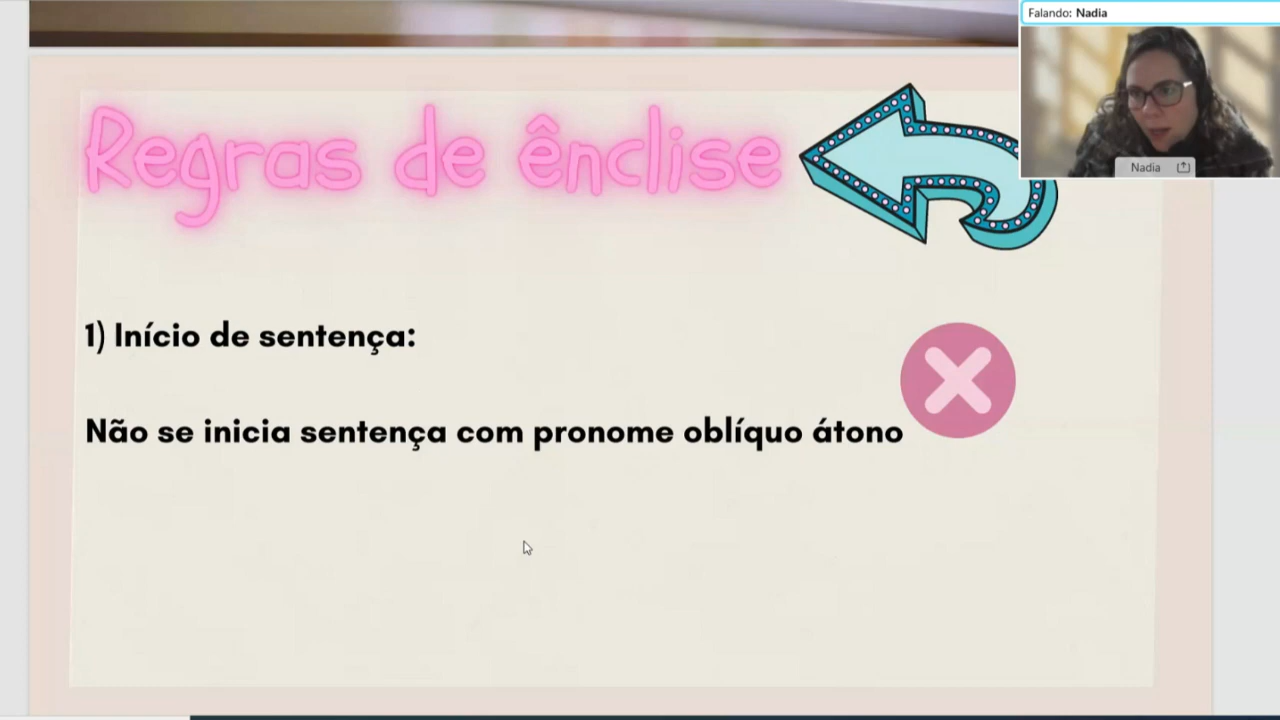 Falando: Nadia
Nadia
Regras de ênclise
1) Início de sentença:
Não se inicia sentença com pronome oblíquo átono